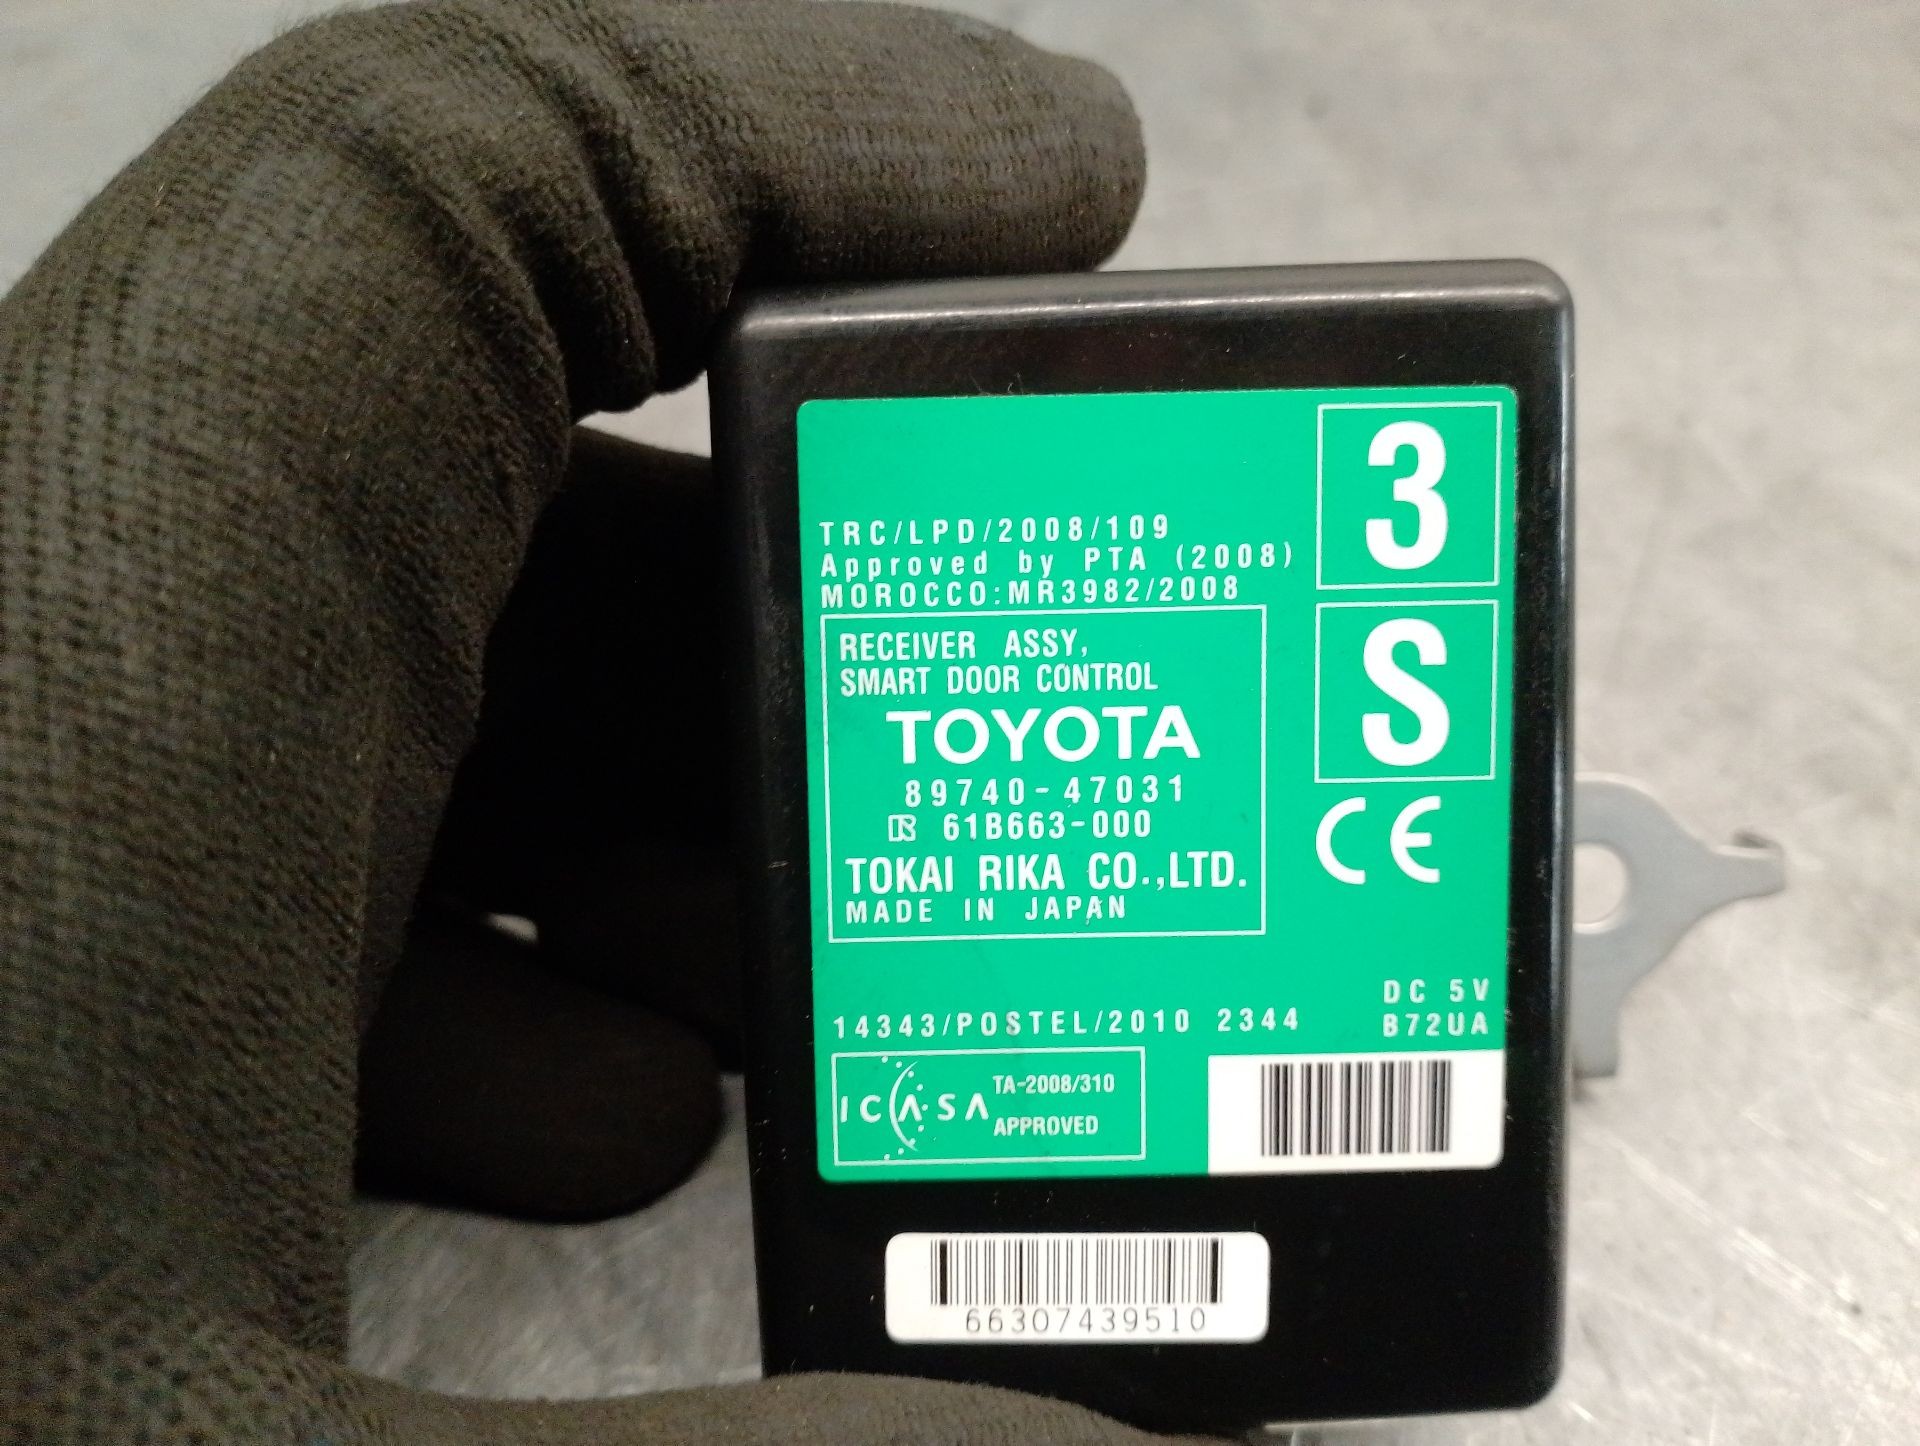 3
S
TRC/LPD/2008/109
Approved by PTA (2008)
MOROCCO:MR3982/2008
RECEIVER ASSY,
SMART DOOR CONTROL
TOYOTA
89740-47031
61B663-000
TOKAI RIKA CO.,LTD.
MADE IN JAPAN
CE
DC 5V
14343/POSTEL/2010 2344 B72UA
ICASA TA-2008/310
APPROVED
66307439510